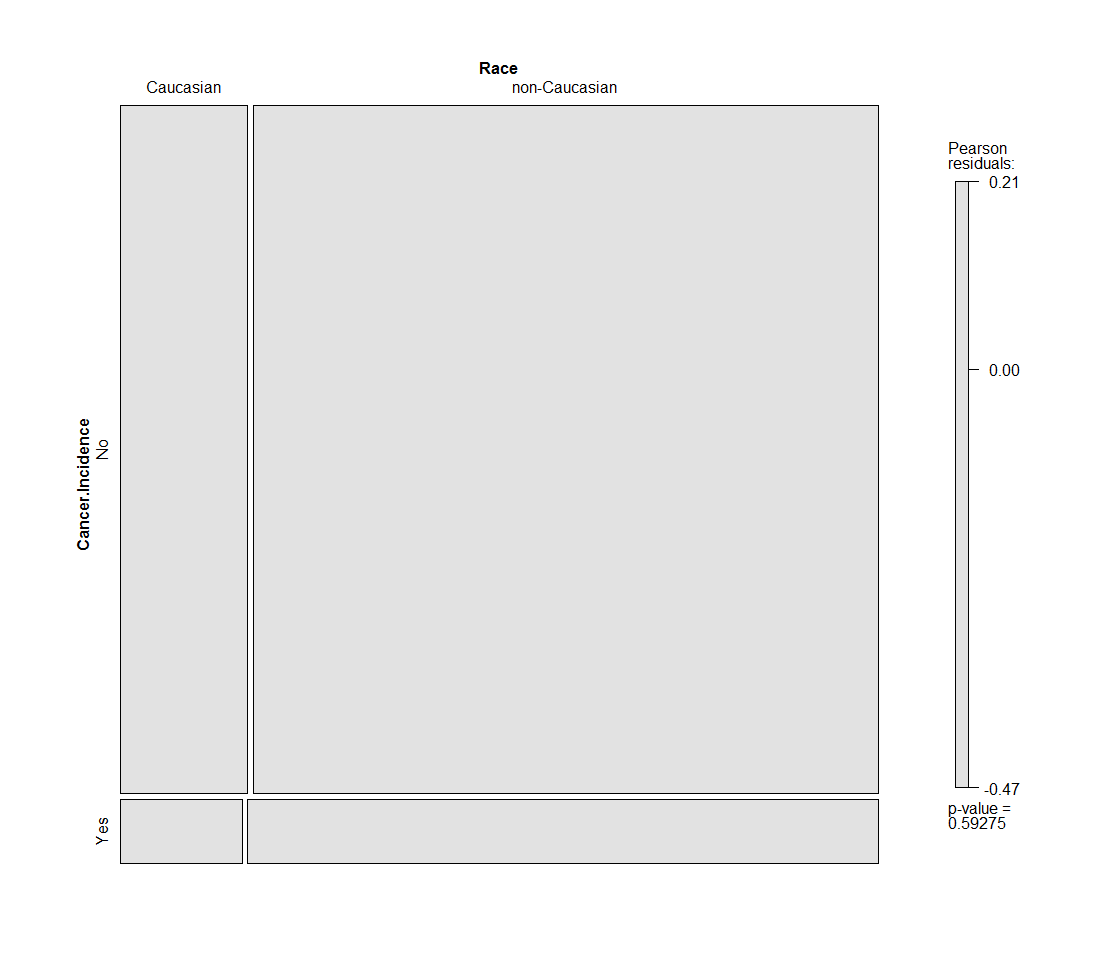 Race
Caucasian
non-Caucasian
Cancer.Incidence
No
Yes
Pearson
residuals:
0.21
0.00
-0.47
p-value =
0.59275